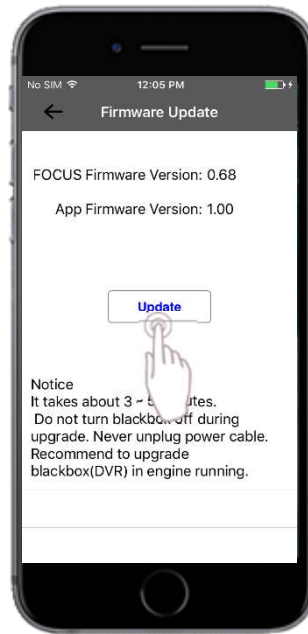 No SIM 12:05 PM
Firmware Update
FOCUS Firmware Version: 0.68
App Firmware Version: 1.00
Update
Notice
It takes about 3 ~
Do not turn blackbox off during
upgrade. Never unplug power cable.
Recommend to upgrade
blackbox(DVR) in engine running.